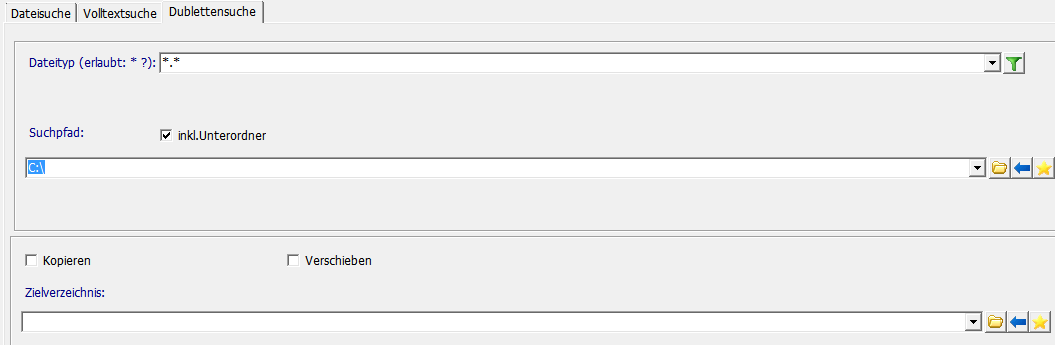 Dateisuche Volltextsuche Dublettensuche
Dateityp (erlaubt: * ?): *.*
Suchpfad: inkl.Unterordner
C:\
Kopieren Verschieben
Zielverzeichnis: